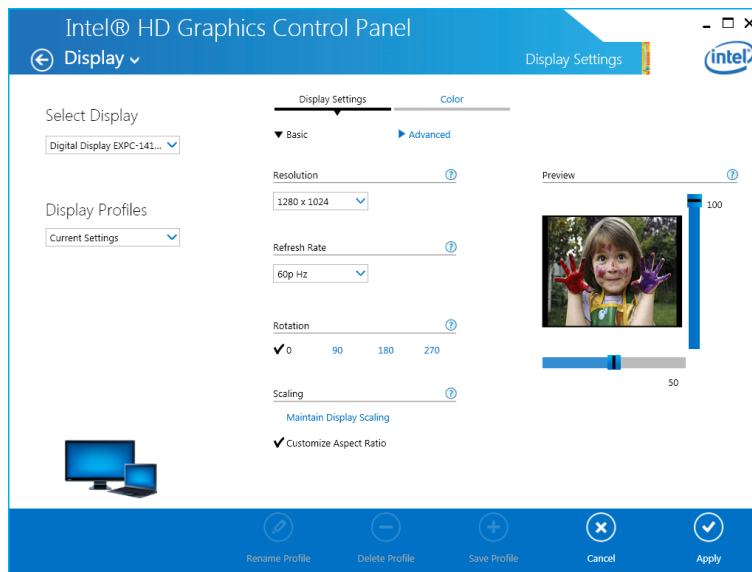 Intel® HD Graphics Control Panel
Display
Display Settings
intel
Select Display
Digital Display EXPC-141...
Display Profiles
Current Settings
Display Settings
Color
Basic
Advanced
Resolution
1280 x 1024
Refresh Rate
60p Hz
Rotation
0 90 180 270
Scaling
Maintain Display Scaling
Customize Aspect Ratio
Preview
100
50
Rename Profile
Delete Profile
Save Profile
Cancel
Apply